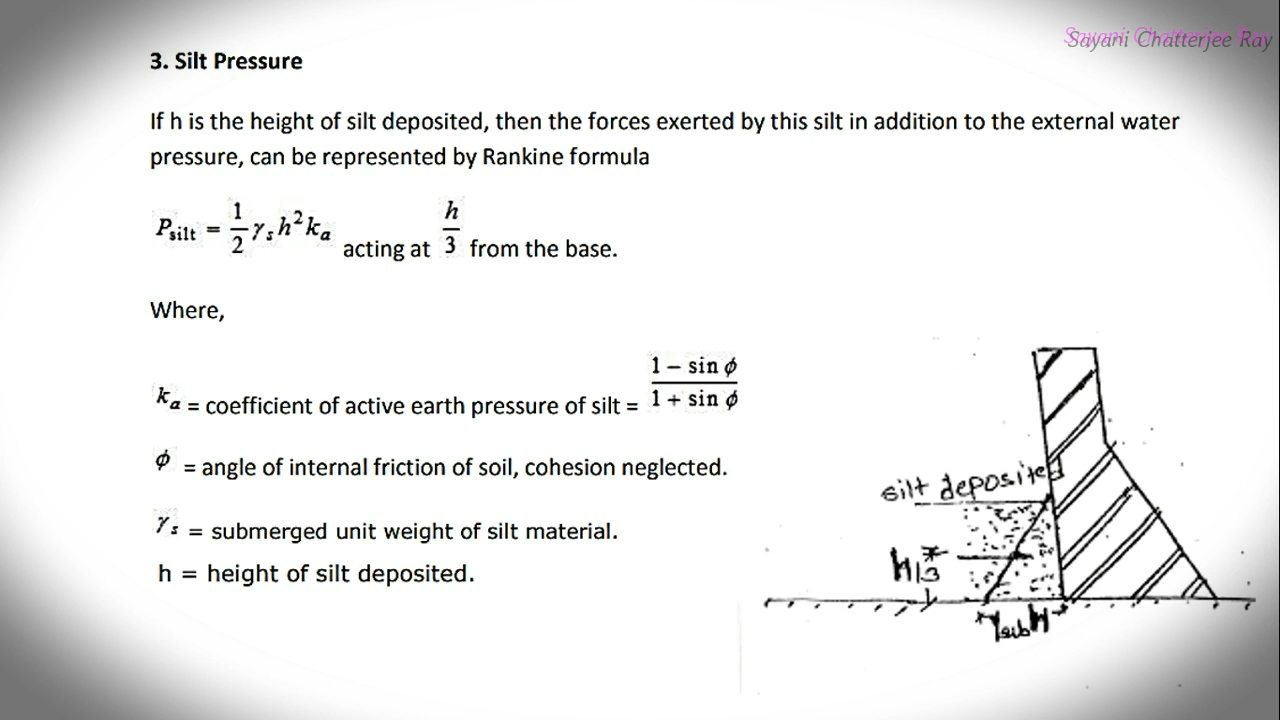 Sayani Chatterjee Ray
3. Silt Pressure
If h is the height of silt deposited, then the forces exerted by this silt in addition to the external water
pressure, can be represented by Rankine formula
P_silt = 1/2 γ_s h² k_a acting at h/3 from the base.
Where,
k_a = coefficient of active earth pressure of silt = (1 − sin ϕ)/(1 + sin ϕ)
ϕ = angle of internal friction of soil, cohesion neglected.
γ_s = submerged unit weight of silt material.
h = height of silt deposited.
silt deposited
H/3
γsub H